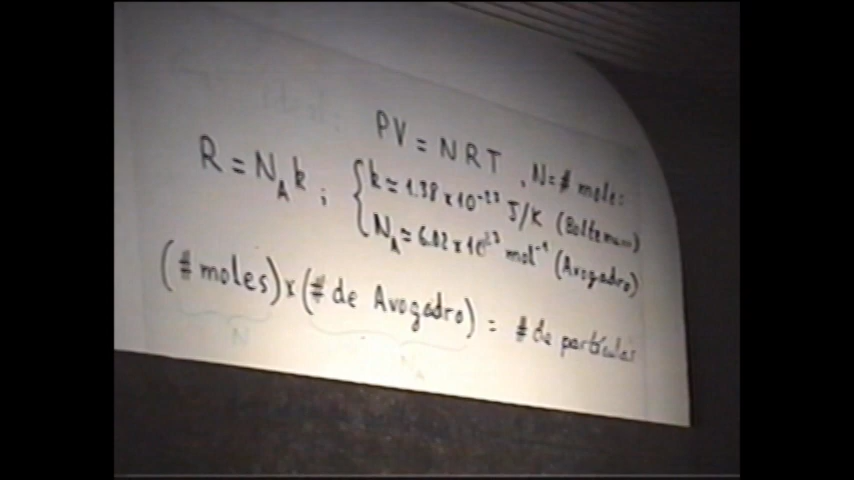 PV = NRT , N = # moles
R = N_A k ; { k ≃ 1.38 x 10^-23 J/K (Boltzmann)
N_A ≃ 6.02 x 10^23 mol^-1 (Avogadro)
(# moles) x (# de Avogadro) = # de partículas
N N_A